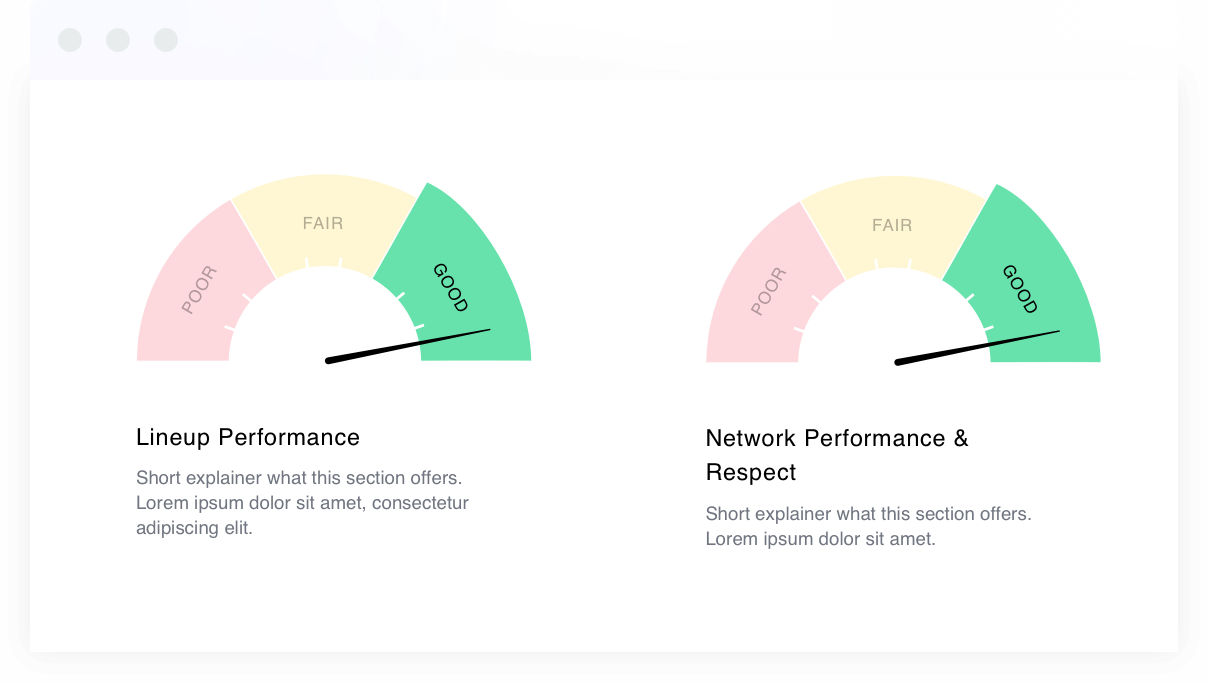 POOR
FAIR
GOOD
Lineup Performance
Short explainer what this section offers.
Lorem ipsum dolor sit amet, consectetur
adipiscing elit.
POOR
FAIR
GOOD
Network Performance &
Respect
Short explainer what this section offers.
Lorem ipsum dolor sit amet.